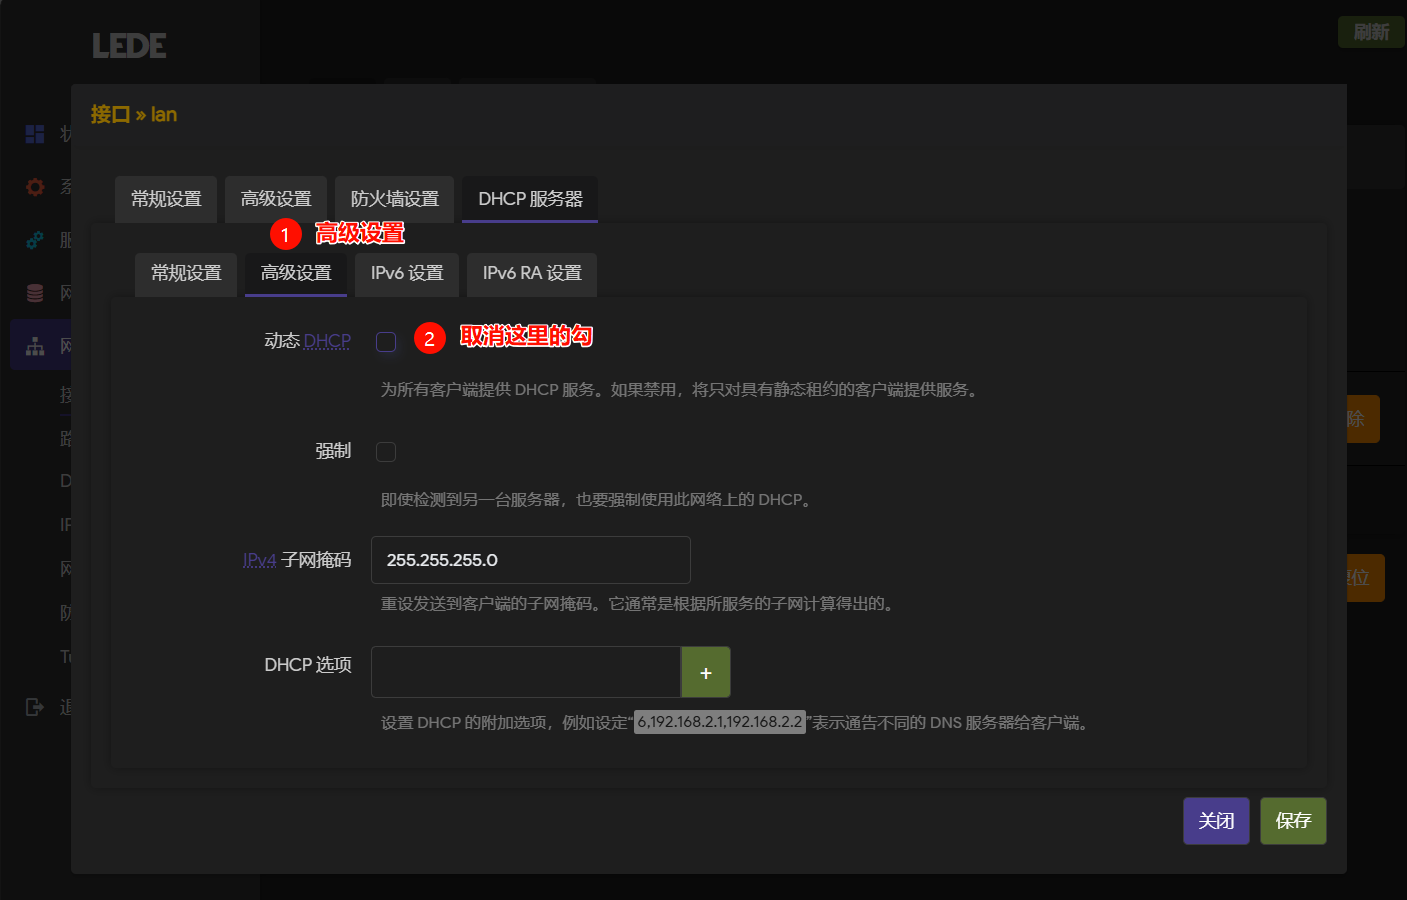 LEDE
刷新
接口 » lan
常规设置
高级设置
防火墙设置
DHCP 服务器
1 高级设置
常规设置
高级设置
IPv6 设置
IPv6 RA 设置
动态 DHCP
2 取消这里的勾
为所有客户端提供 DHCP 服务。如果禁用，将只对具有静态租约的客户端提供服务。
强制
即使检测到另一台服务器，也要强制使用此网络上的 DHCP。
IPv4 子网掩码
255.255.255.0
重设发送到客户端的子网掩码。它通常是根据所服务的子网计算得出的。
DHCP 选项
+
设置 DHCP 的附加选项，例如设定“6,192.168.2.1,192.168.2.2”表示通告不同的 DNS 服务器给客户端。
关闭
保存
除
位